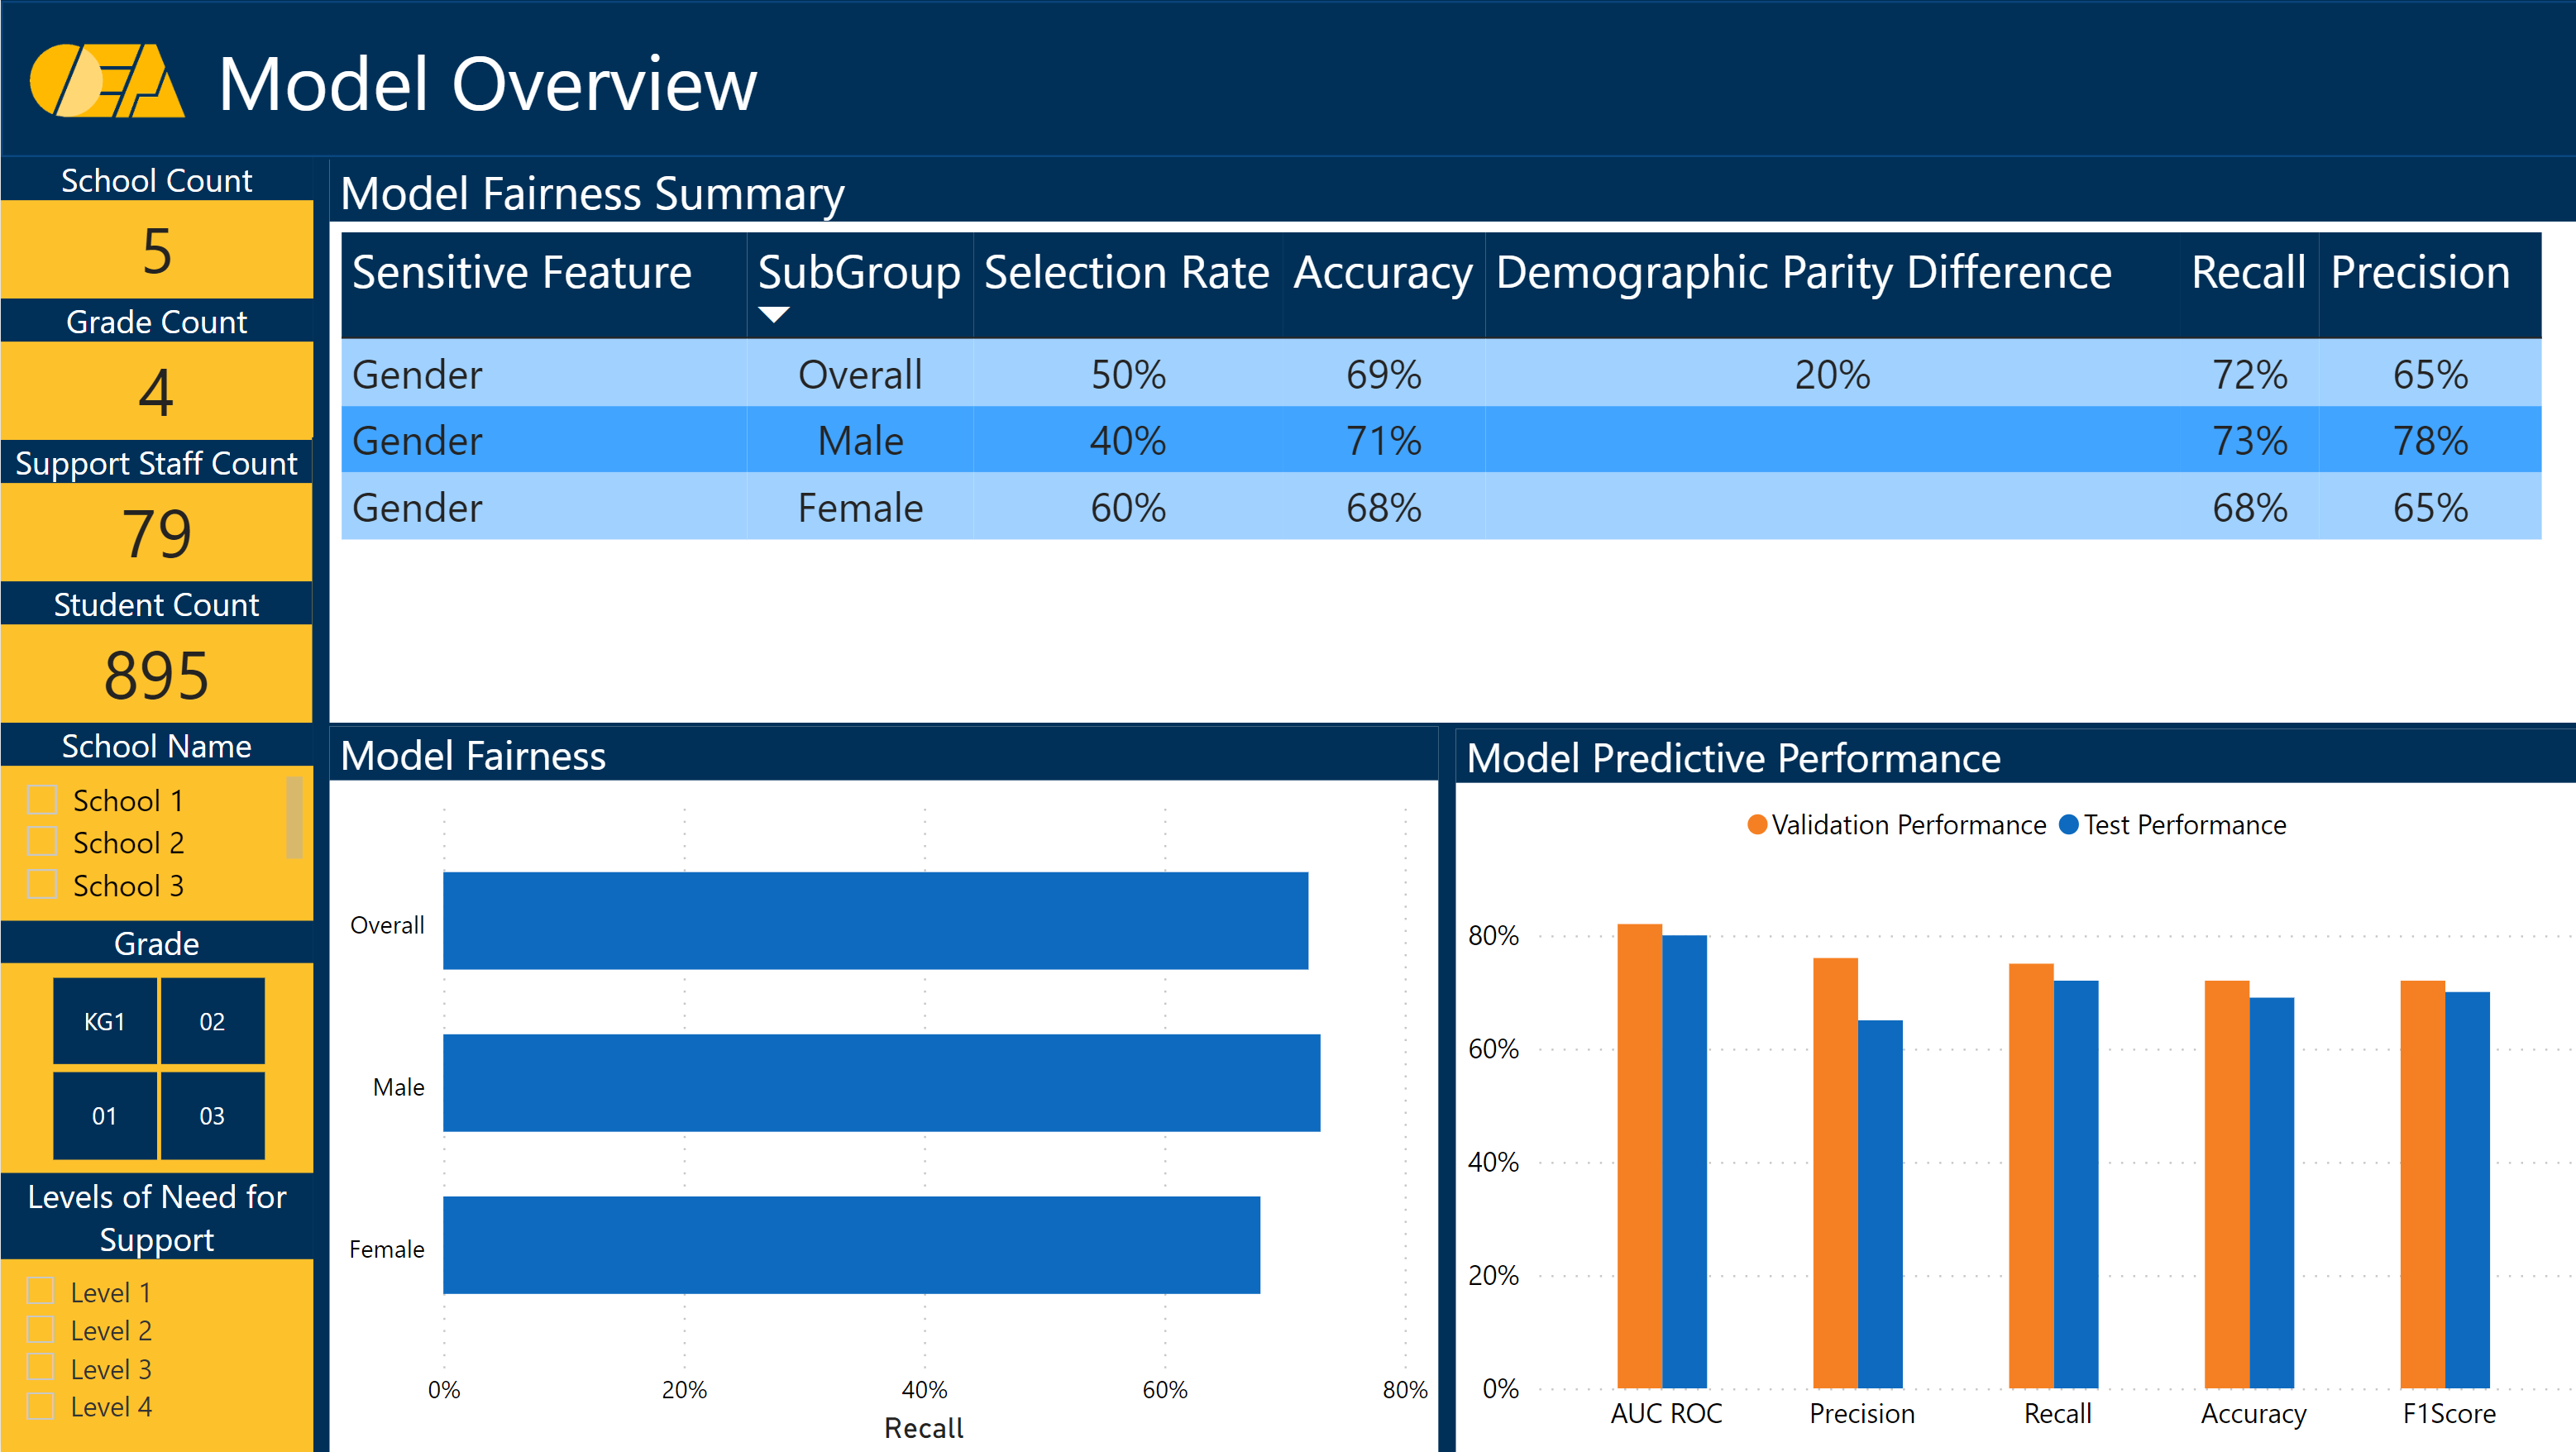 OEA Model Overview
School Count
5
Grade Count
4
Support Staff Count
79
Student Count
895
School Name
School 1
School 2
School 3
Grade
KG1 02
01 03
Levels of Need for
Support
Level 1
Level 2
Level 3
Level 4
Model Fairness Summary
Sensitive Feature SubGroup Selection Rate Accuracy Demographic Parity Difference Recall Precision
Gender Overall 50% 69% 20% 72% 65%
Gender Male 40% 71% 73% 78%
Gender Female 60% 68% 68% 65%
Model Fairness
Overall
Male
Female
0% 20% 40% 60% 80%
Recall
Model Predictive Performance
Validation Performance Test Performance
80%
60%
40%
20%
0%
AUC ROC Precision Recall Accuracy F1Score